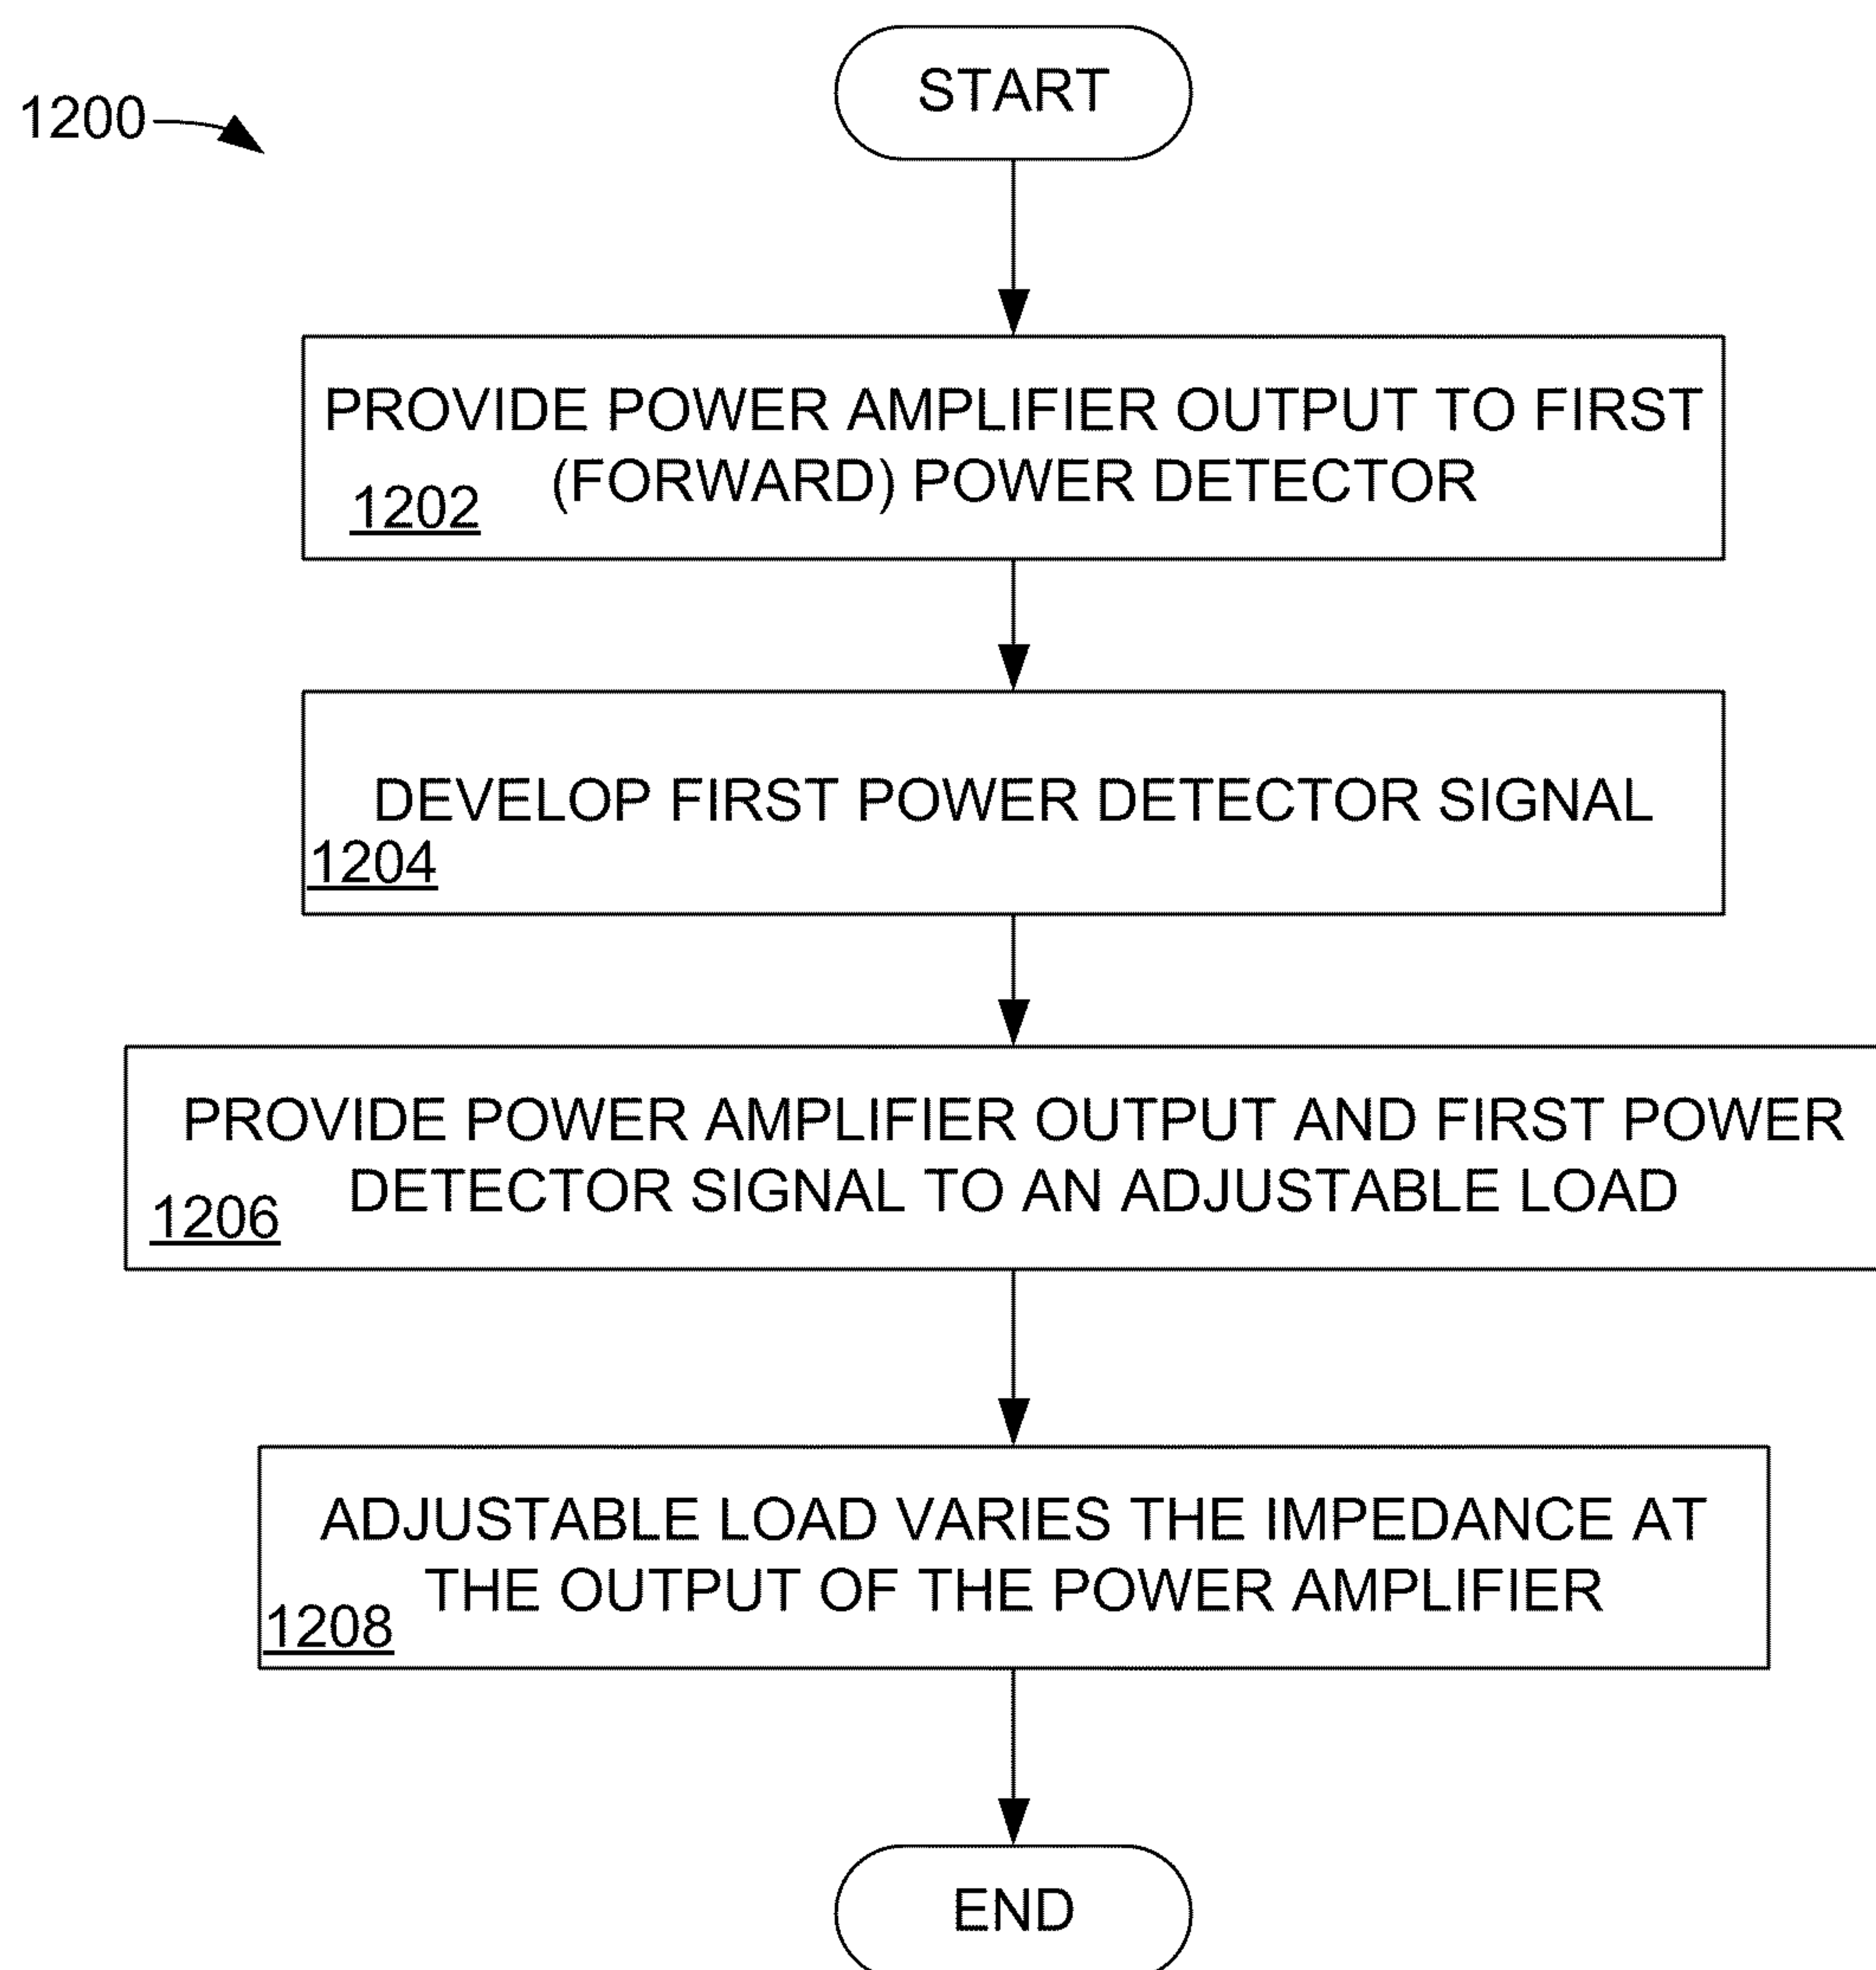 START
1200
PROVIDE POWER AMPLIFIER OUTPUT TO FIRST
(FORWARD) POWER DETECTOR
1202
DEVELOP FIRST POWER DETECTOR SIGNAL
1204
PROVIDE POWER AMPLIFIER OUTPUT AND FIRST POWER
DETECTOR SIGNAL TO AN ADJUSTABLE LOAD
1206
ADJUSTABLE LOAD VARIES THE IMPEDANCE AT
THE OUTPUT OF THE POWER AMPLIFIER
1208
END